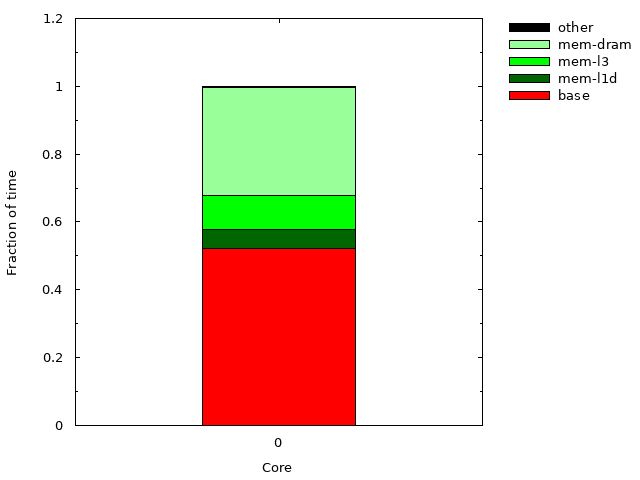 1.2
1
0.8
0.6
0.4
0.2
0
Fraction of time
0
Core
other
mem-dram
mem-l3
mem-l1d
base